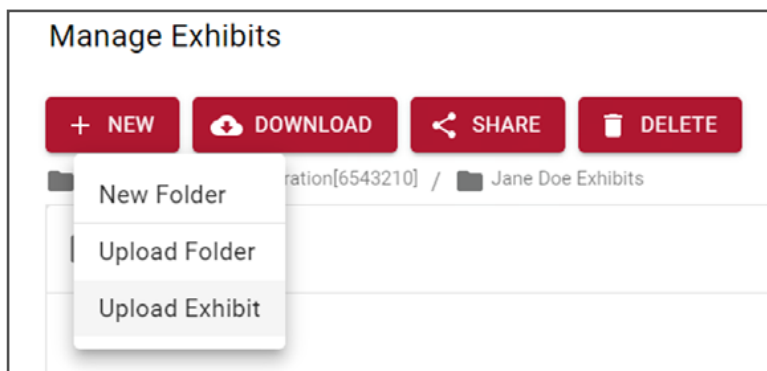 Manage Exhibits
+ NEW DOWNLOAD SHARE DELETE
ration[6543210] / Jane Doe Exhibits
New Folder
Upload Folder
Upload Exhibit